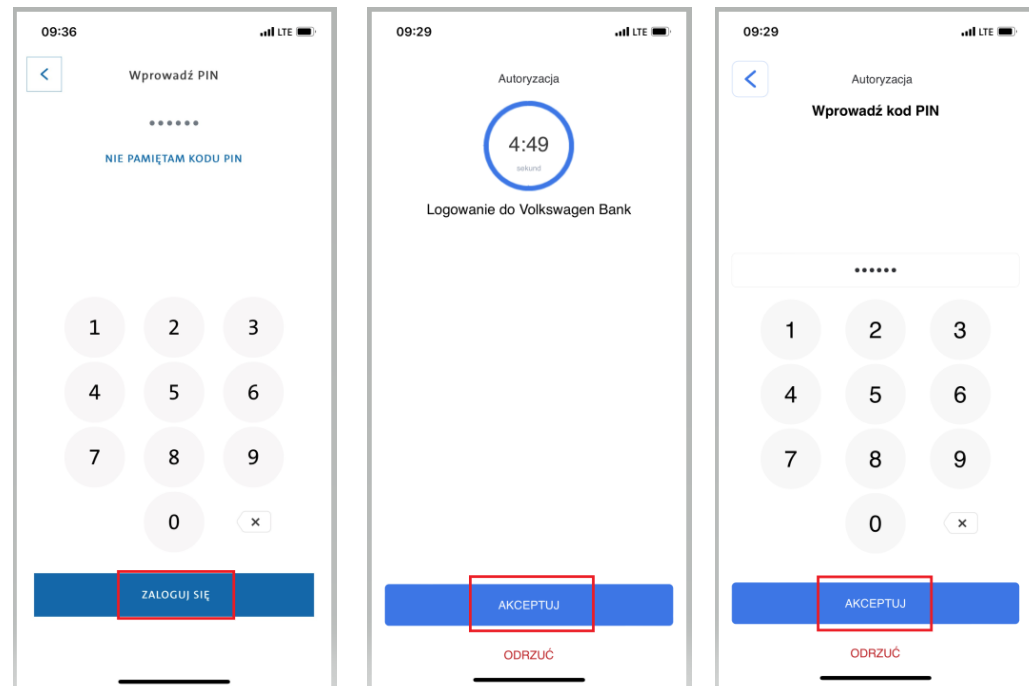 09:36
LTE
Wprowadź PIN
••••••
NIE PAMIĘTAM KODU PIN
1 2 3
4 5 6
7 8 9
0
ZALOGUJ SIĘ
09:29
LTE
Autoryzacja
4:49
sekund
Logowanie do Volkswagen Bank
AKCEPTUJ
ODRZUĆ
09:29
LTE
Autoryzacja
Wprowadź kod PIN
••••••
1 2 3
4 5 6
7 8 9
0
AKCEPTUJ
ODRZUĆ